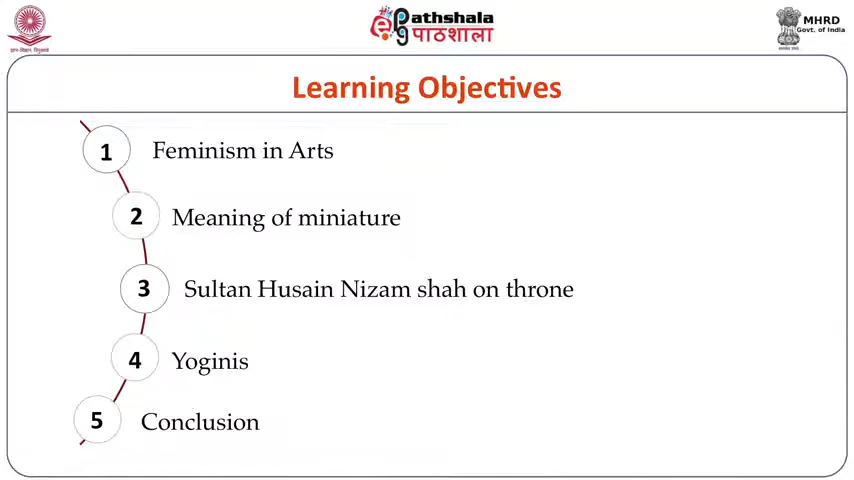 ज्ञान-विज्ञान विमुक्तये
ePathshala
पाठशाला
MHRD
Govt. of India
Learning Objectives
1 Feminism in Arts
2 Meaning of miniature
3 Sultan Husain Nizam shah on throne
4 Yoginis
5 Conclusion